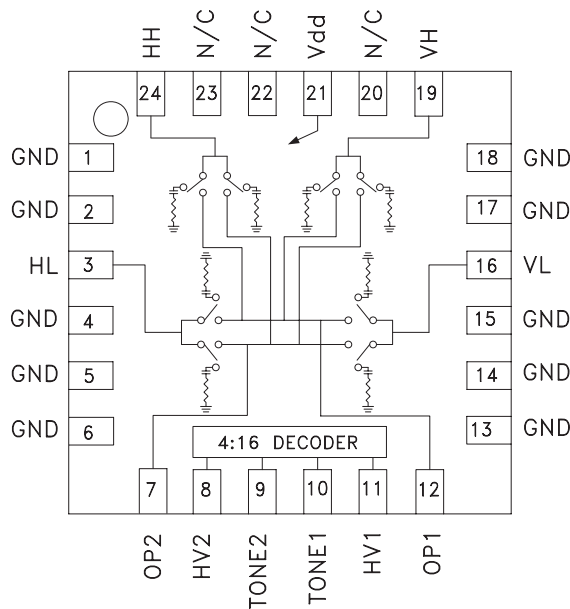 HH
N/C
N/C
Vdd
N/C
VH
24
23
22
21
20
19
GND 1
18 GND
GND 2
17 GND
HL 3
16 VL
GND 4
15 GND
GND 5
14 GND
GND 6
13 GND
4:16 DECODER
7
8
9
10
11
12
OP2
HV2
TONE2
TONE1
HV1
OP1